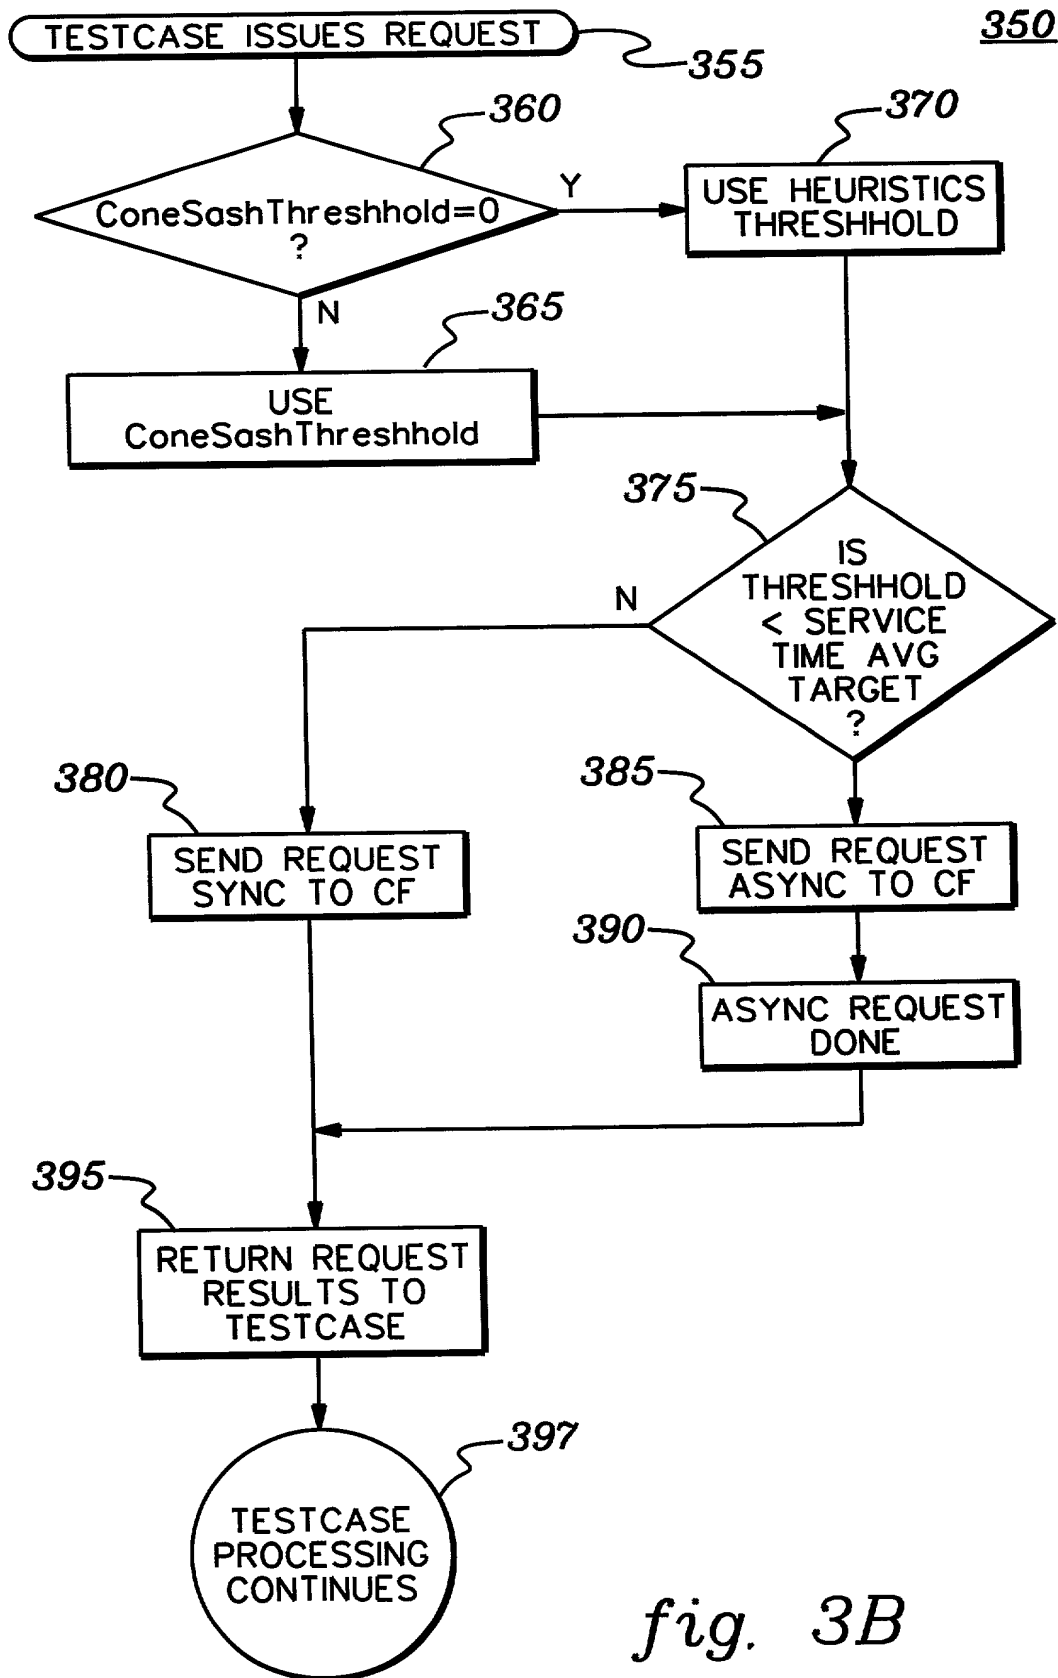 350
TESTCASE ISSUES REQUEST
355
360
ConeSashThreshhold=0
?
Y
370
USE HEURISTICS
THRESHHOLD
N
365
USE
ConeSashThreshhold
375
IS
THRESHHOLD
< SERVICE
TIME AVG
TARGET
?
N
380
SEND REQUEST
SYNC TO CF
385
SEND REQUEST
ASYNC TO CF
390
ASYNC REQUEST
DONE
395
RETURN REQUEST
RESULTS TO
TESTCASE
397
TESTCASE
PROCESSING
CONTINUES
fig. 3B